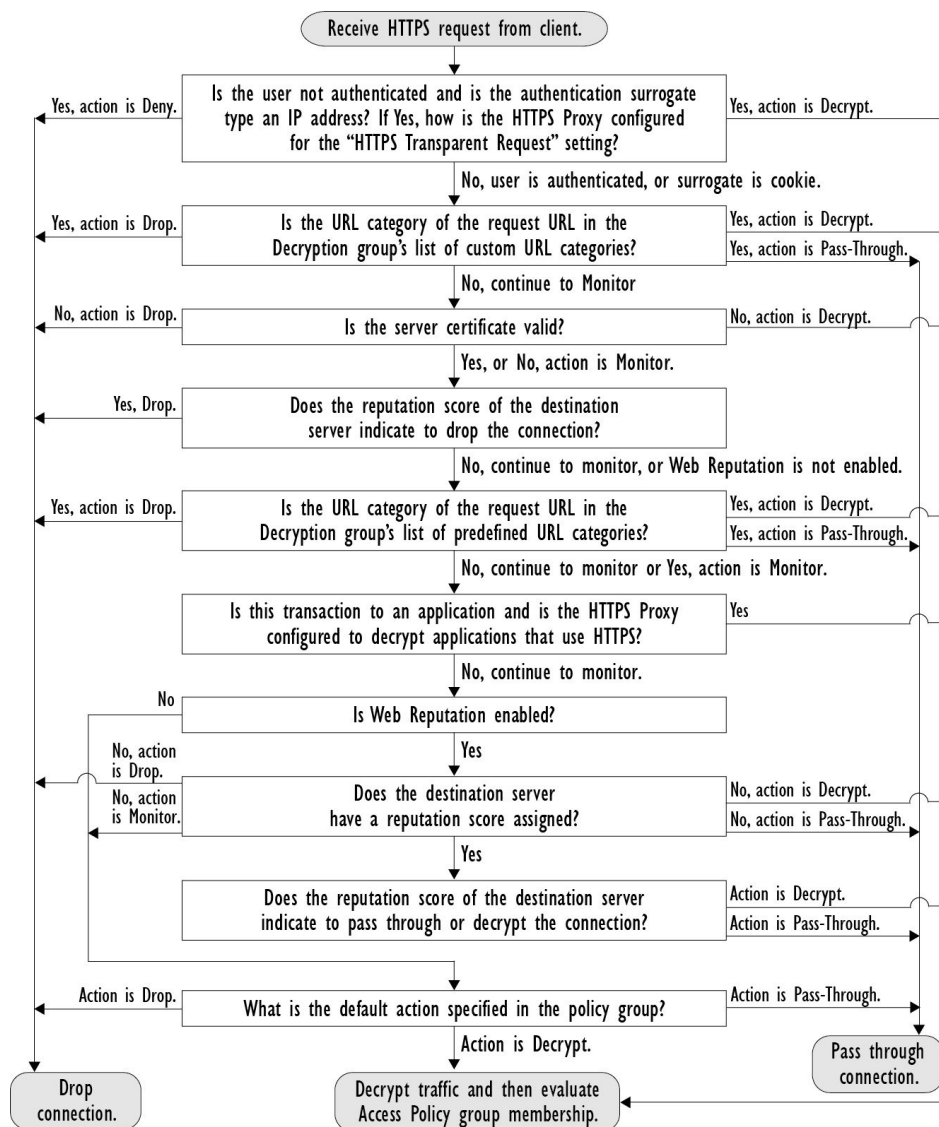 Receive HTTPS request from client.
Yes, action is Deny.
Is the user not authenticated and is the authentication surrogate
type an IP address? If Yes, how is the HTTPS Proxy configured
for the “HTTPS Transparent Request” setting?
Yes, action is Decrypt.
No, user is authenticated, or surrogate is cookie.
Yes, action is Drop.
Is the URL category of the request URL in the
Decryption group’s list of custom URL categories?
Yes, action is Decrypt.
Yes, action is Pass-Through.
No, continue to Monitor
No, action is Drop.
Is the server certificate valid?
No, action is Decrypt.
Yes, or No, action is Monitor.
Yes, Drop.
Does the reputation score of the destination
server indicate to drop the connection?
No, continue to monitor, or Web Reputation is not enabled.
Yes, action is Drop.
Is the URL category of the request URL in the
Decryption group’s list of predefined URL categories?
Yes, action is Decrypt.
Yes, action is Pass-Through.
No, continue to monitor or Yes, action is Monitor.
Is this transaction to an application and is the HTTPS Proxy
configured to decrypt applications that use HTTPS?
Yes
No, continue to monitor.
No
Is Web Reputation enabled?
Yes
No, action
is Drop.
No, action
is Monitor.
Does the destination server
have a reputation score assigned?
No, action is Decrypt.
No, action is Pass-Through.
Yes
Does the reputation score of the destination server
indicate to pass through or decrypt the connection?
Action is Decrypt.
Action is Pass-Through.
Action is Drop.
What is the default action specified in the policy group?
Action is Pass-Through.
Action is Decrypt.
Drop
connection.
Decrypt traffic and then evaluate
Access Policy group membership.
Pass through
connection.